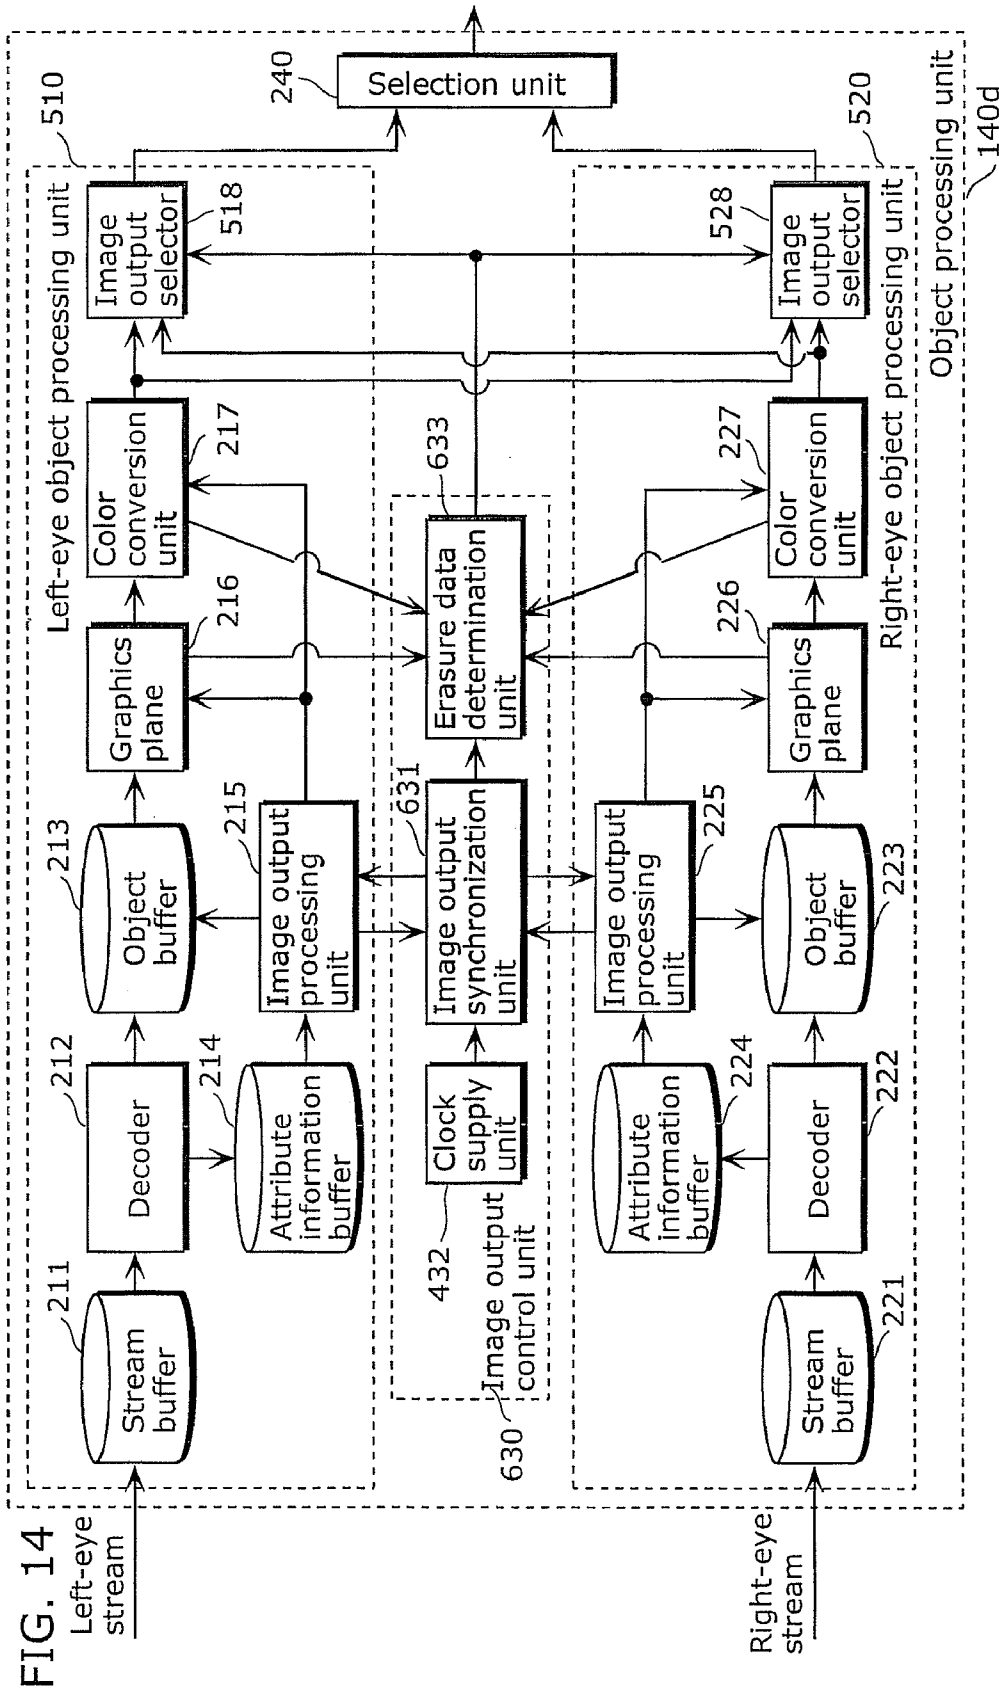 FIG. 14
Object processing unit
140d
Left-eye object processing unit
510
Left-eye
stream
211
Stream
buffer
212
Decoder
213
Object
buffer
214
Attribute
information
buffer
215
Image output
processing
unit
216
Graphics
plane
217
Color
conversion
unit
518
Image
output
selector
240
Selection unit
630
Image output
control unit
432
Clock
supply
unit
631
Image output
synchronization
unit
633
Erasure data
determination
unit
Right-eye object processing unit
520
Right-eye
stream
221
Stream
buffer
222
Decoder
223
Object
buffer
224
Attribute
information
buffer
225
Image output
processing
unit
226
Graphics
plane
227
Color
conversion
unit
528
Image
output
selector